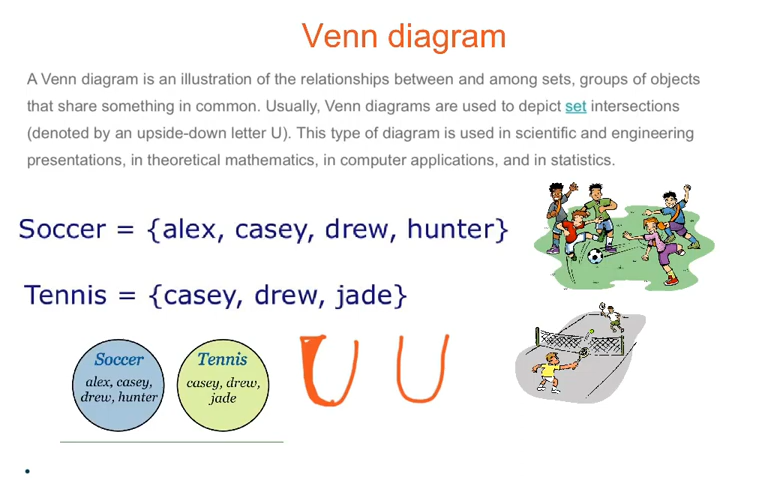 Venn diagram
A Venn diagram is an illustration of the relationships between and among sets, groups of objects
that share something in common. Usually, Venn diagrams are used to depict set intersections
(denoted by an upside-down letter U). This type of diagram is used in scientific and engineering
presentations, in theoretical mathematics, in computer applications, and in statistics.
Soccer = {alex, casey, drew, hunter}
Tennis = {casey, drew, jade}
Soccer
alex, casey,
drew, hunter
Tennis
casey, drew,
jade
U U